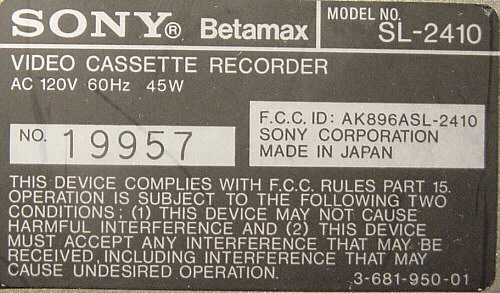 SONY® Betamax MODEL NO. SL-2410
VIDEO CASSETTE RECORDER
AC 120V 60Hz 45W
NO. 19957
F.C.C. ID: AK896ASL-2410
SONY CORPORATION
MADE IN JAPAN
THIS DEVICE COMPLIES WITH F.C.C. RULES PART 15.
OPERATION IS SUBJECT TO THE FOLLOWING TWO
CONDITIONS: (1) THIS DEVICE MAY NOT CAUSE
HARMFUL INTERFERENCE AND (2) THIS DEVICE
MUST ACCEPT ANY INTERFERENCE THAT MAY BE
RECEIVED, INCLUDING INTERFERENCE THAT MAY
CAUSE UNDESIRED OPERATION. 3-681-950-01